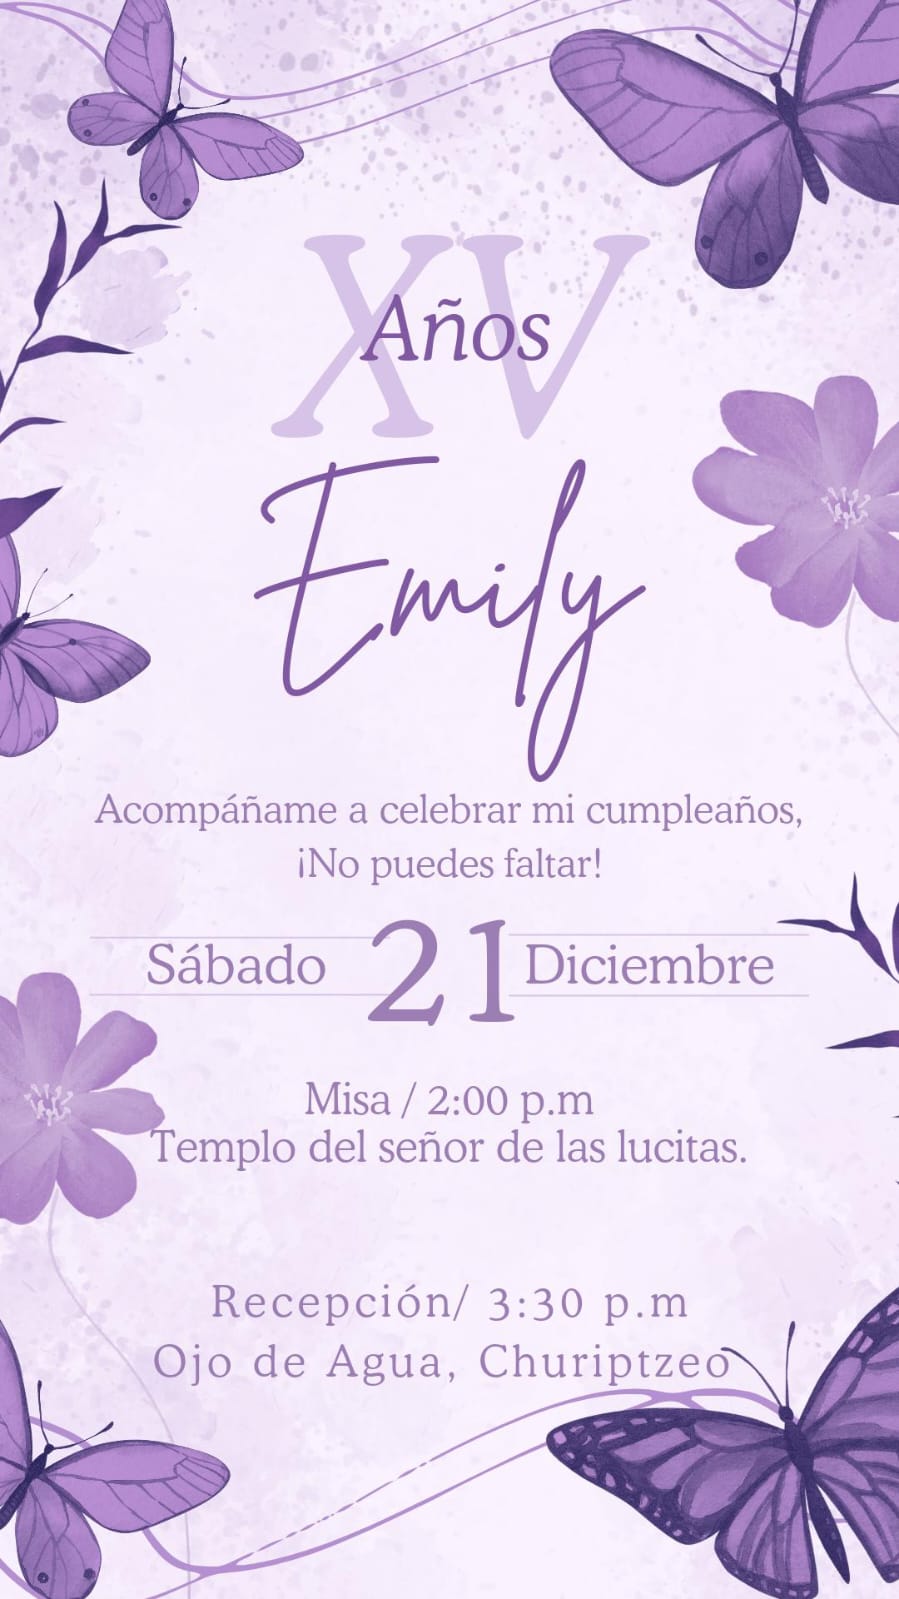 XV
Años
Emily
Acompáñame a celebrar mi cumpleaños,
¡No puedes faltar!
Sábado 21 Diciembre
Misa / 2:00 p.m
Templo del señor de las lucitas.
Recepción/ 3:30 p.m
Ojo de Agua, Churiptzeo